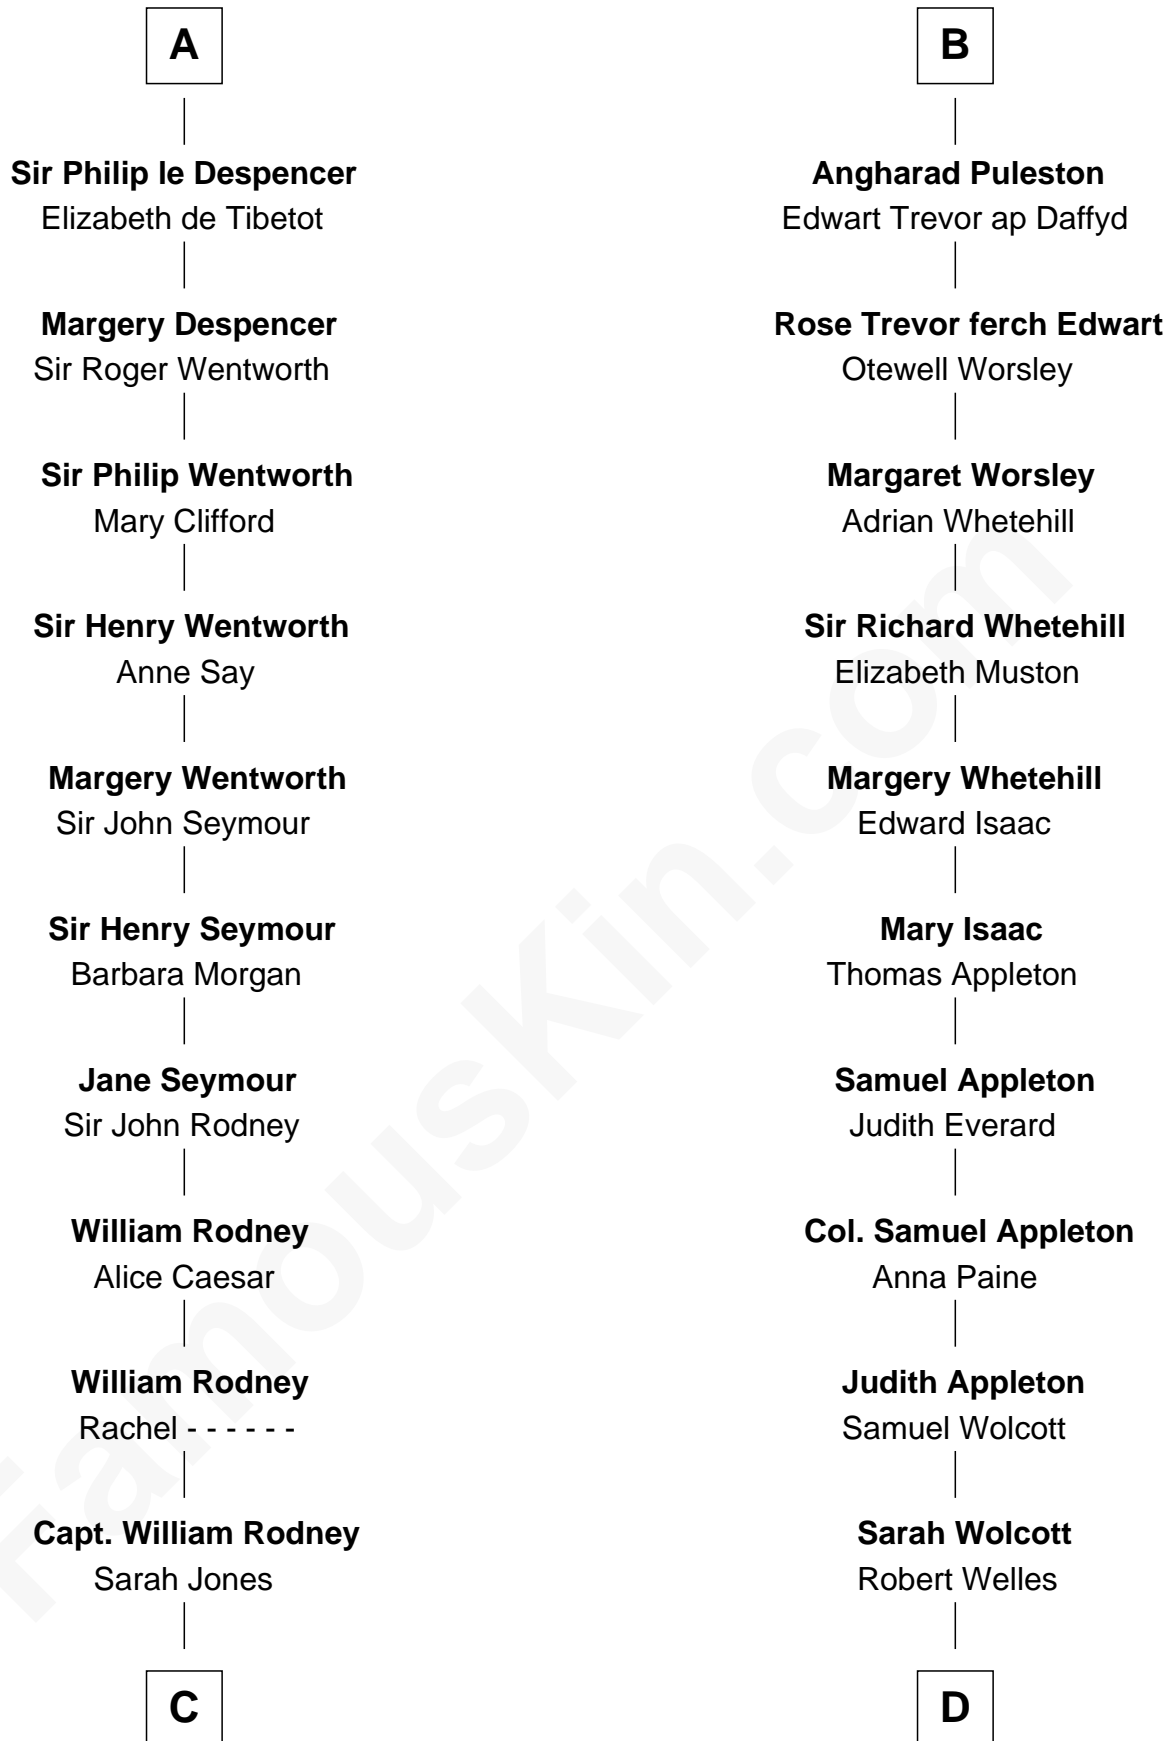 A
Sir Philip le Despencer
Elizabeth de Tibetot
Margery Despencer
Sir Roger Wentworth
Sir Philip Wentworth
Mary Clifford
Sir Henry Wentworth
Anne Say
Margery Wentworth
Sir John Seymour
Sir Henry Seymour
Barbara Morgan
Jane Seymour
Sir John Rodney
William Rodney
Alice Caesar
William Rodney
Rachel - - - - - -
Capt. William Rodney
Sarah Jones
C
B
Angharad Puleston
Edwart Trevor ap Daffyd
Rose Trevor ferch Edwart
Otewell Worsley
Margaret Worsley
Adrian Whetehill
Sir Richard Whetehill
Elizabeth Muston
Margery Whetehill
Edward Isaac
Mary Isaac
Thomas Appleton
Samuel Appleton
Judith Everard
Col. Samuel Appleton
Anna Paine
Judith Appleton
Samuel Wolcott
Sarah Wolcott
Robert Welles
D
FamousKin.com